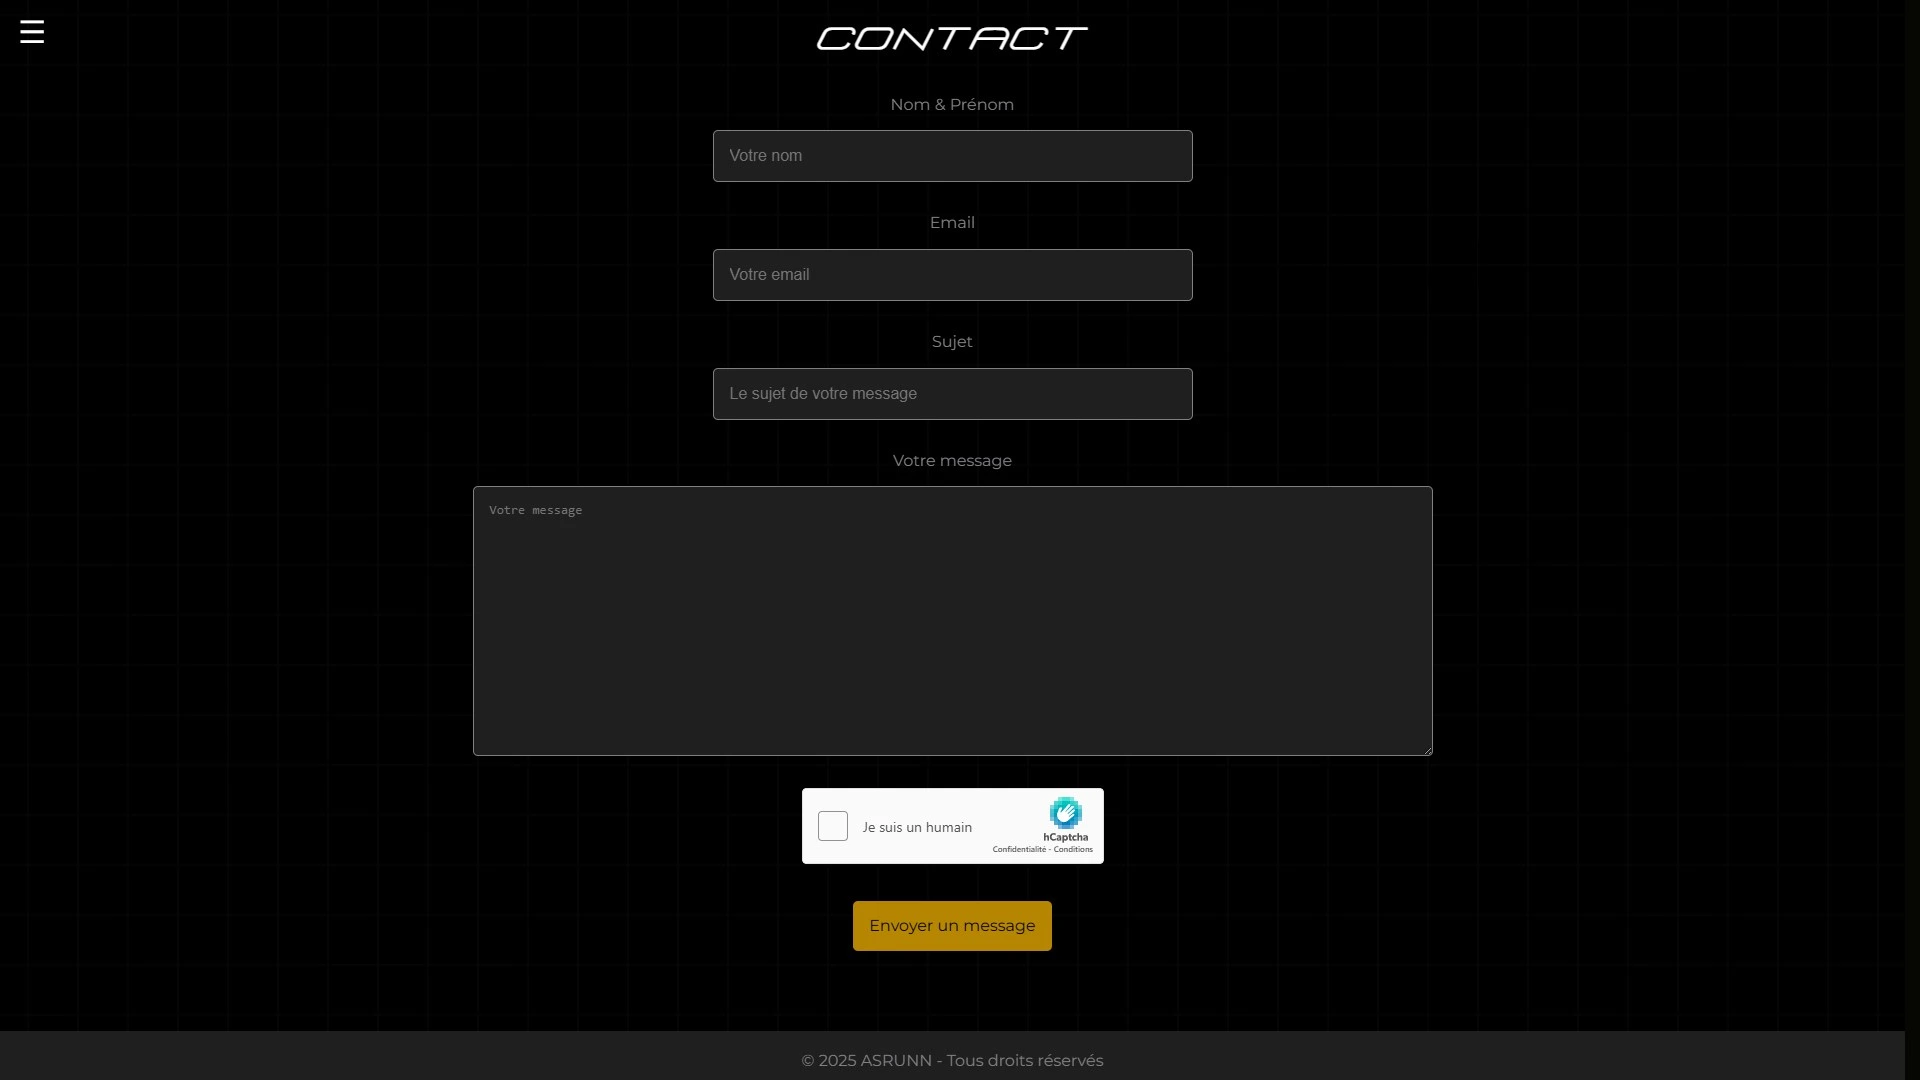 CONTACT
Nom & Prénom
Votre nom
Email
Votre email
Sujet
Le sujet de votre message
Votre message
Votre message
Je suis un humain
hCaptcha
Confidentialité - Conditions
Envoyer un message
© 2025 ASRUNN - Tous droits réservés